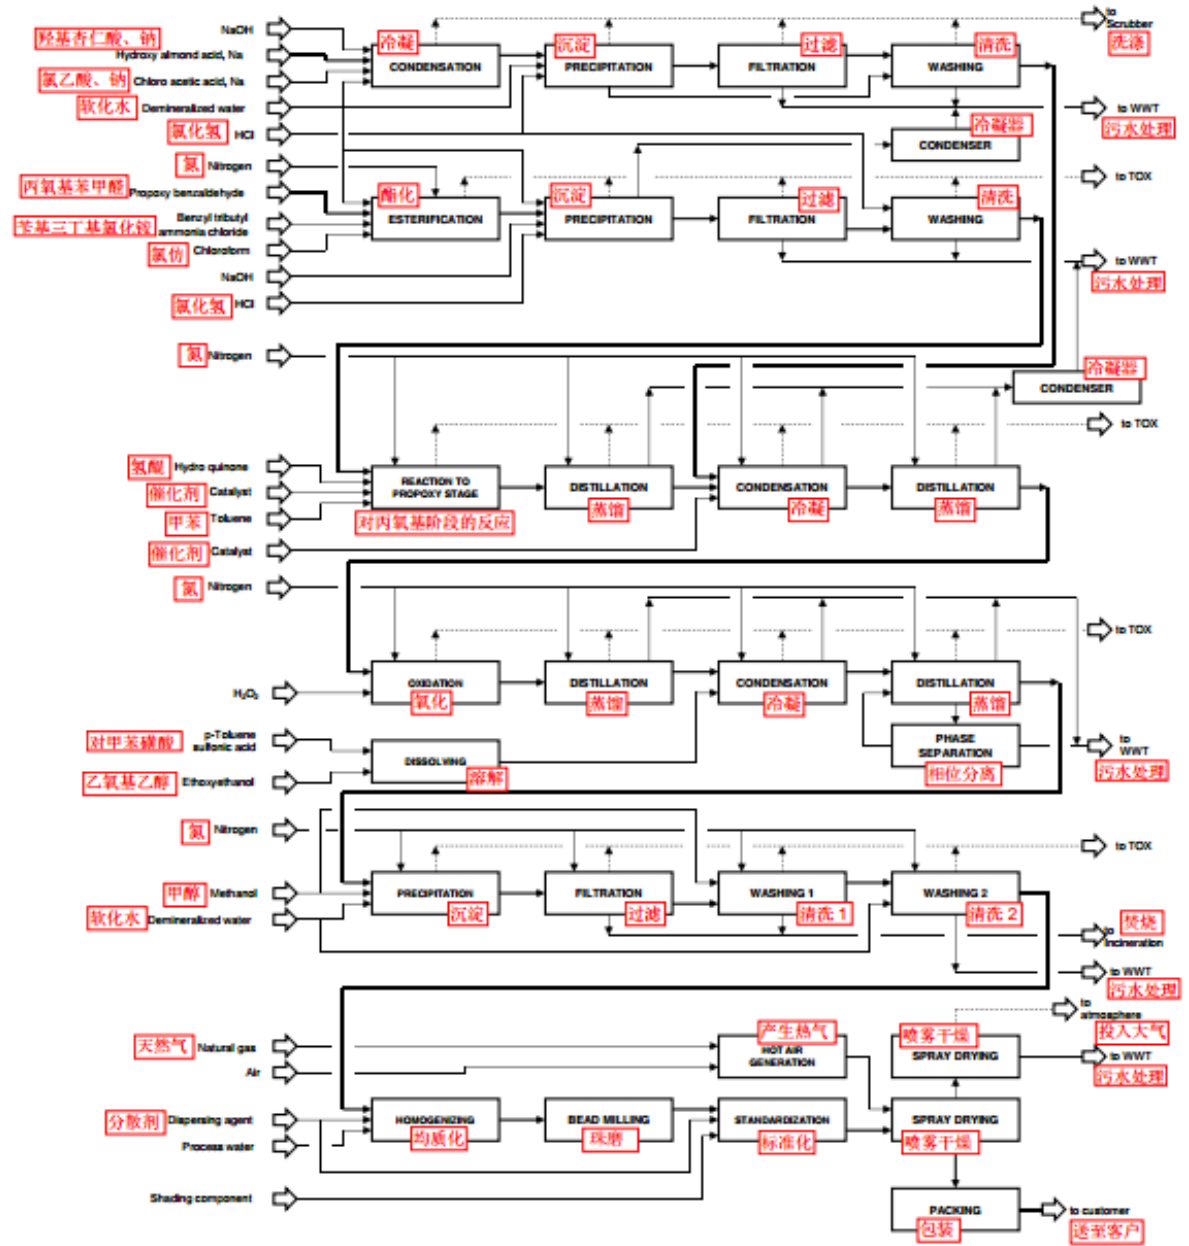 NaOH
羟基杏仁酸、钠
Hydroxy almond acid, Na
氯乙酸、钠 Chloro acetic acid, Na
软化水 Demineralized water
氯化氢 HCl
冷凝
CONDENSATION
沉淀
PRECIPITATION
过滤
FILTRATION
清洗
WASHING
to
Scrubber
洗涤
to WWT
污水处理
冷凝器
CONDENSER
氮 Nitrogen
丙氧基苯甲醛 Propoxy benzaldehyde
Benzyl tributyl
苄基三丁基氯化铵 ammonia chloride
氯仿 Chloroform
NaOH
氯化氢 HCl
酯化
ESTERIFICATION
沉淀
PRECIPITATION
过滤
FILTRATION
清洗
WASHING
to TOX
to WWT
污水处理
氮 Nitrogen
冷凝器
CONDENSER
to TOX
氢醌 Hydro quinone
催化剂 Catalyst
甲苯 Toluene
催化剂 Catalyst
REACTION TO
PROPOXY STAGE
对丙氧基阶段的反应
DISTILLATION
蒸馏
CONDENSATION
冷凝
DISTILLATION
蒸馏
氮 Nitrogen
to TOX
H₂O₂
OXIDATION
氧化
DISTILLATION
蒸馏
CONDENSATION
冷凝
DISTILLATION
蒸馏
p-Toluene
对甲苯磺酸 sulfonic acid
乙氧基乙醇 Ethoxyethanol
DISSOLVING
溶解
PHASE
SEPARATION
相位分离
to
WWT
污水处理
氮 Nitrogen
to TOX
甲醇 Methanol
软化水 Demineralized water
PRECIPITATION
沉淀
FILTRATION
过滤
WASHING 1
清洗 1
WASHING 2
清洗 2
焚烧
to
Incineration
to WWT
污水处理
to
atmosphere
投入大气
天然气 Natural gas
Air
产生热气
HOT AIR
GENERATION
喷雾干燥
SPRAY DRYING
to WWT
污水处理
分散剂 Dispersing agent
Process water
Shading component
HOMOGENIZING
均质化
BEAD MILLING
珠磨
STANDARDIZATION
标准化
SPRAY DRYING
喷雾干燥
PACKING
包装
to customer
送至客户